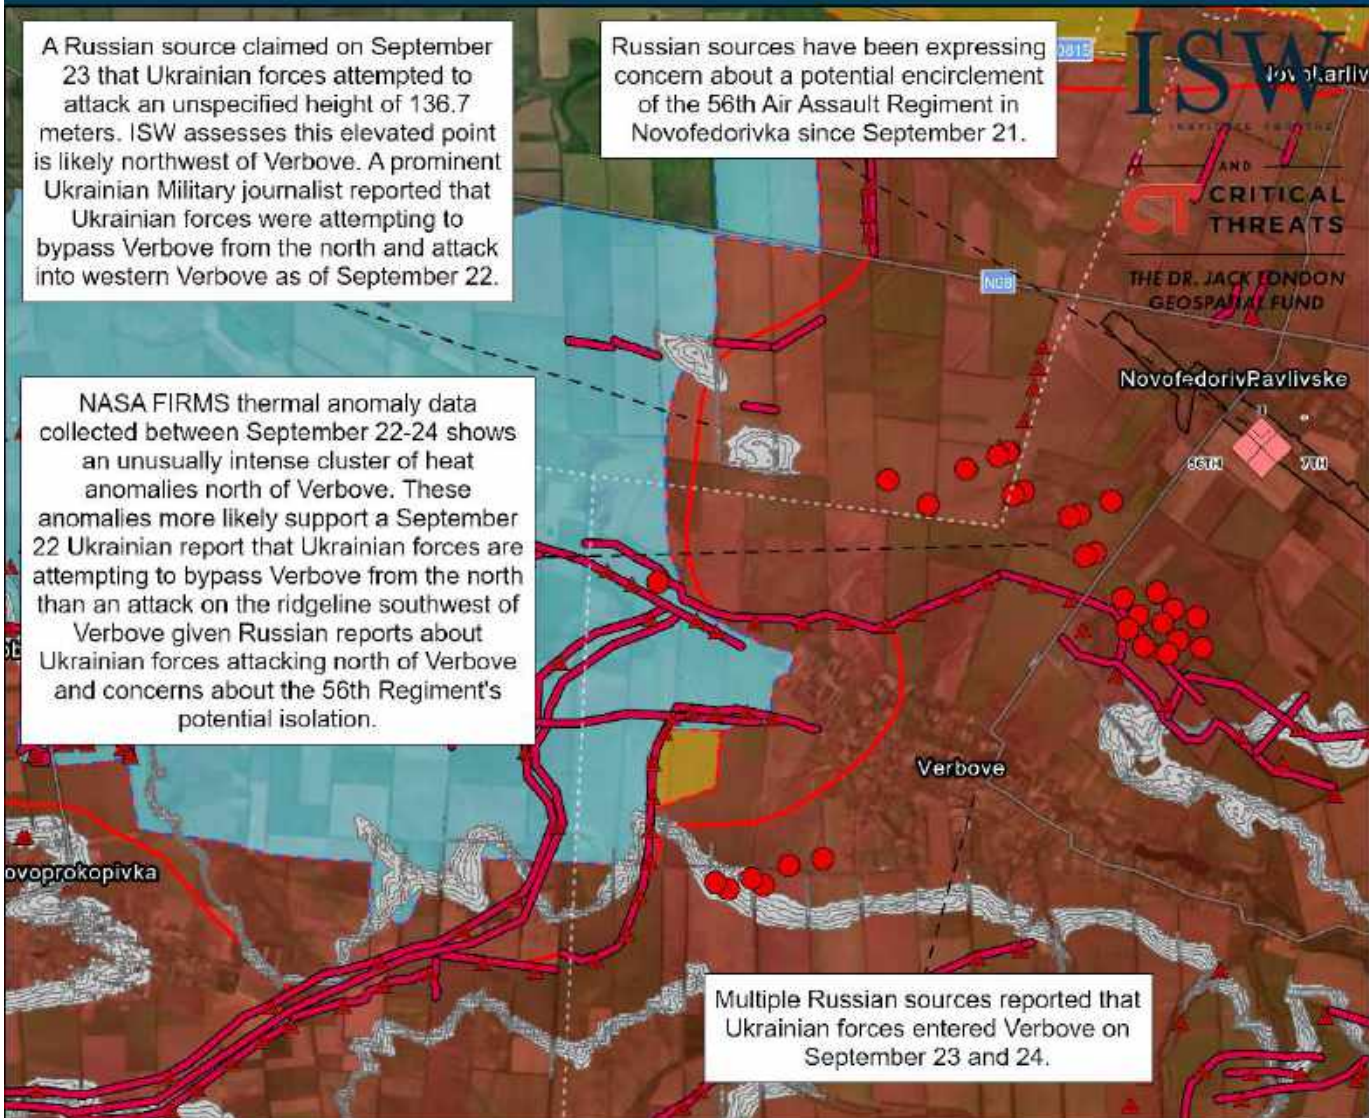 A Russian source claimed on September
23 that Ukrainian forces attempted to
attack an unspecified height of 136.7
meters. ISW assesses this elevated point
is likely northwest of Verbove. A prominent
Ukrainian Military journalist reported that
Ukrainian forces were attempting to
bypass Verbove from the north and attack
into western Verbove as of September 22.
Russian sources have been expressing
concern about a potential encirclement
of the 56th Air Assault Regiment in
Novofedorivka since September 21.
0815
ISW
Novokarliv
AND
CT CRITICAL
THREATS
THE DR. JACK LONDON
GEOSPATIAL FUND
N08
NASA FIRMS thermal anomaly data
collected between September 22-24 shows
an unusually intense cluster of heat
anomalies north of Verbove. These
anomalies more likely support a September
22 Ukrainian report that Ukrainian forces are
attempting to bypass Verbove from the north
than an attack on the ridgeline southwest of
Verbove given Russian reports about
Ukrainian forces attacking north of Verbove
and concerns about the 56th Regiment's
potential isolation.
NovofedorivPavlivske
II
56TH
7TH
Verbove
ovoprokopivka
Multiple Russian sources reported that
Ukrainian forces entered Verbove on
September 23 and 24.